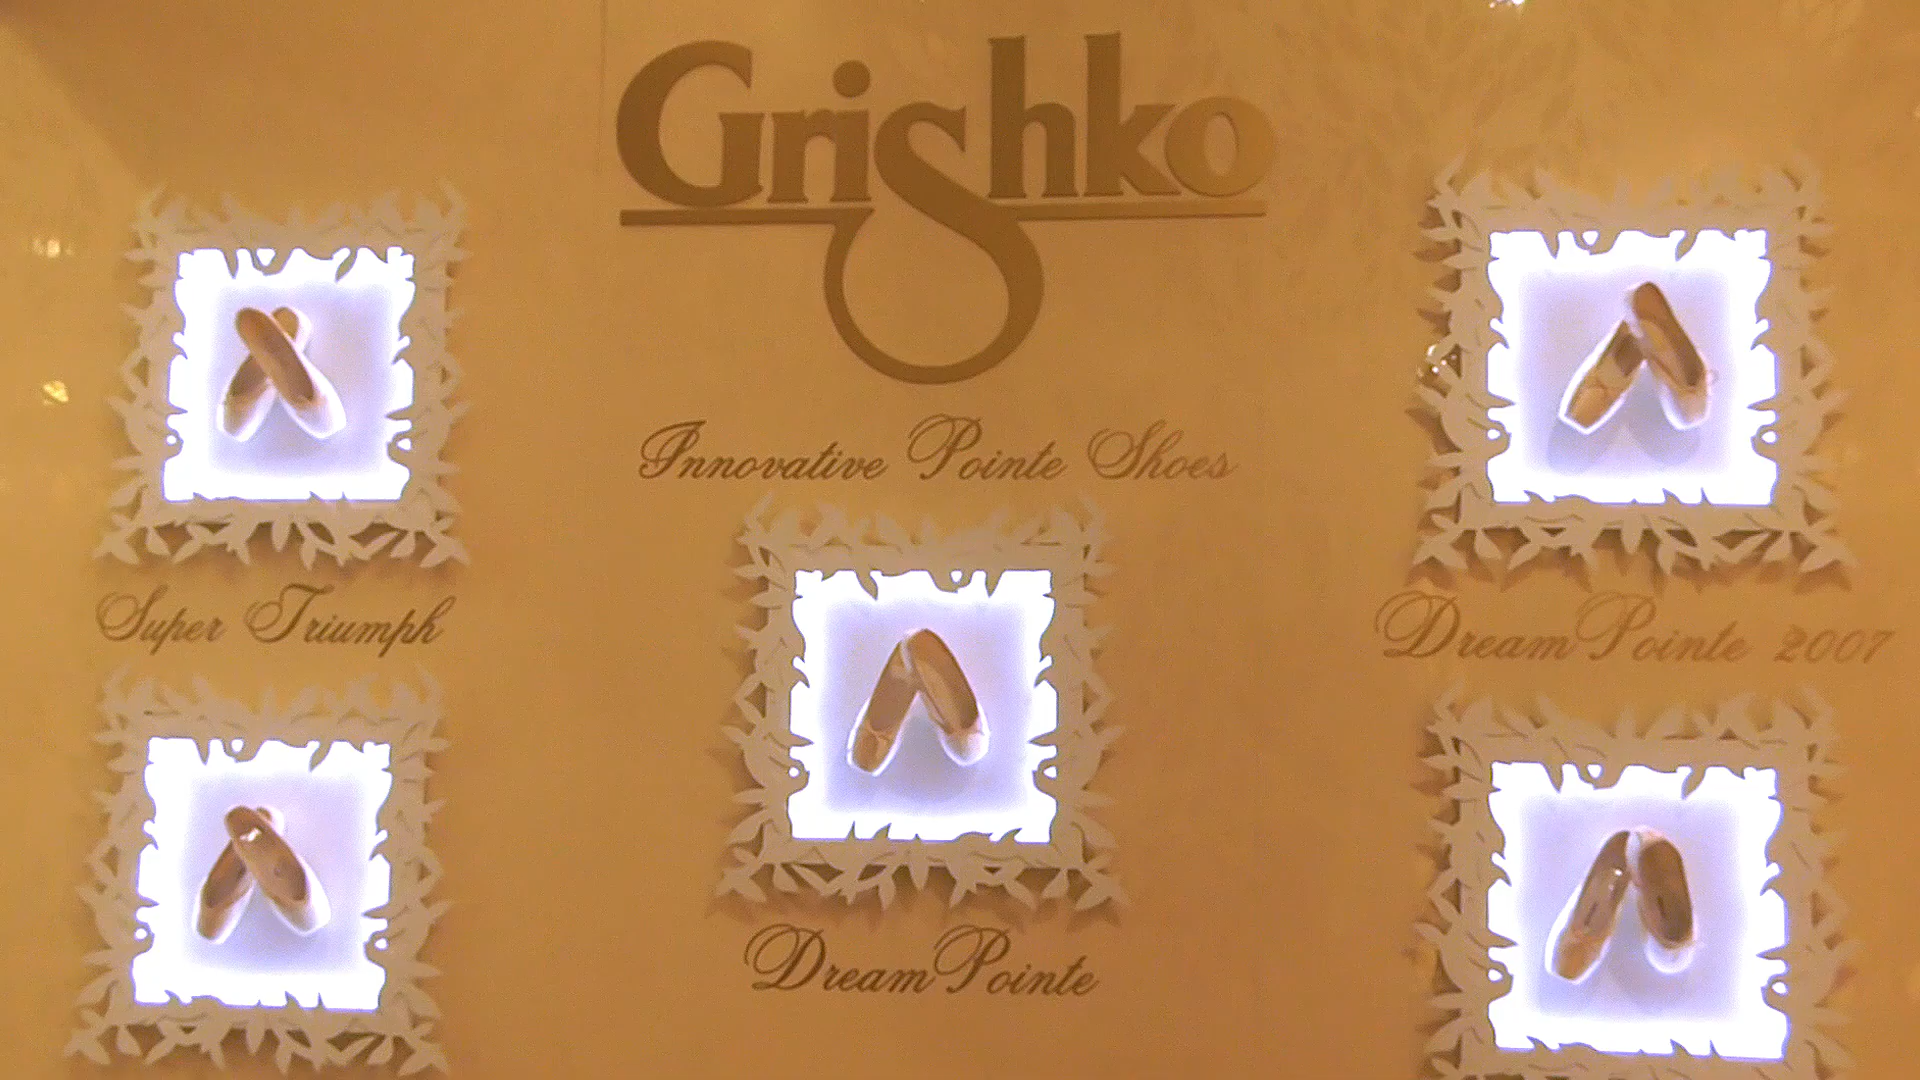 Grishko
Innovative Pointe Shoes
Super Triumph
DreamPointe 2007
DreamPointe